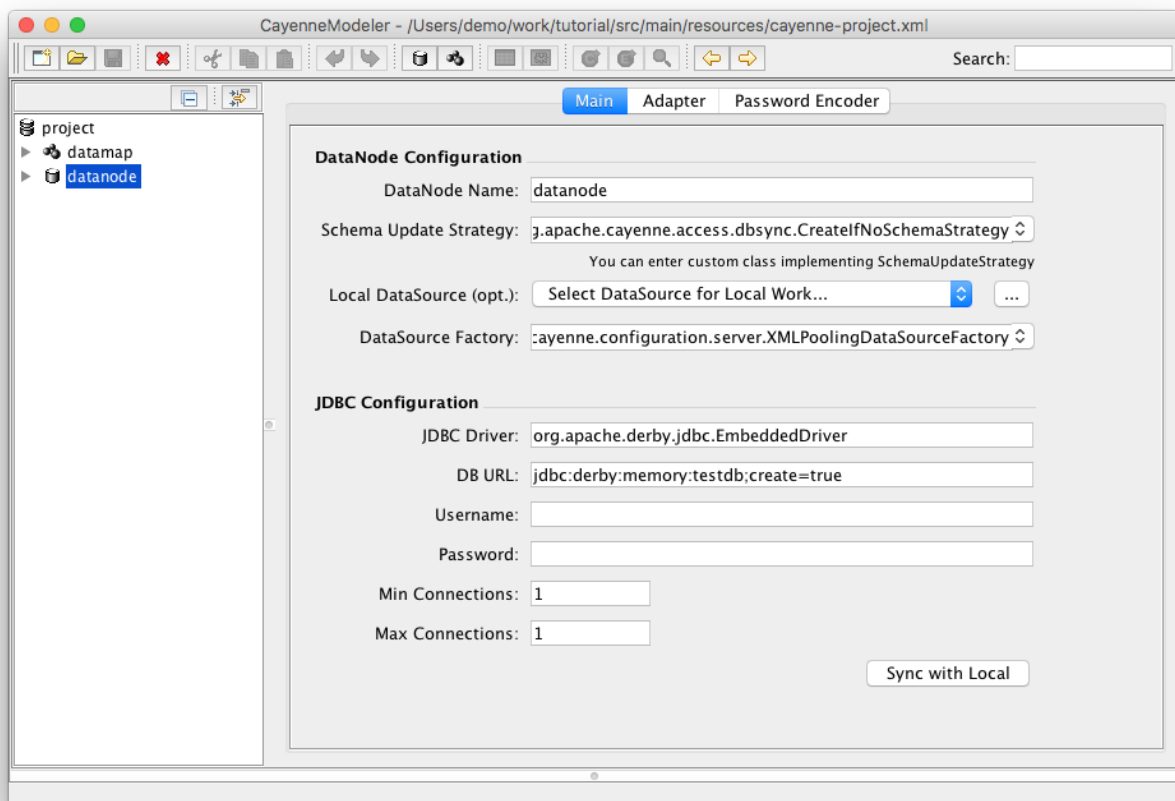 CayenneModeler - /Users/demo/work/tutorial/src/main/resources/cayenne-project.xml
Search:
project
datamap
datanode
Main Adapter Password Encoder
DataNode Configuration
DataNode Name: datanode
Schema Update Strategy: g.apache.cayenne.access.dbsync.CreateIfNoSchemaStrategy
You can enter custom class implementing SchemaUpdateStrategy
Local DataSource (opt.): Select DataSource for Local Work... ...
DataSource Factory: cayenne.configuration.server.XMLPoolingDataSourceFactory
JDBC Configuration
JDBC Driver: org.apache.derby.jdbc.EmbeddedDriver
DB URL: jdbc:derby:memory:testdb;create=true
Username:
Password:
Min Connections: 1
Max Connections: 1
Sync with Local